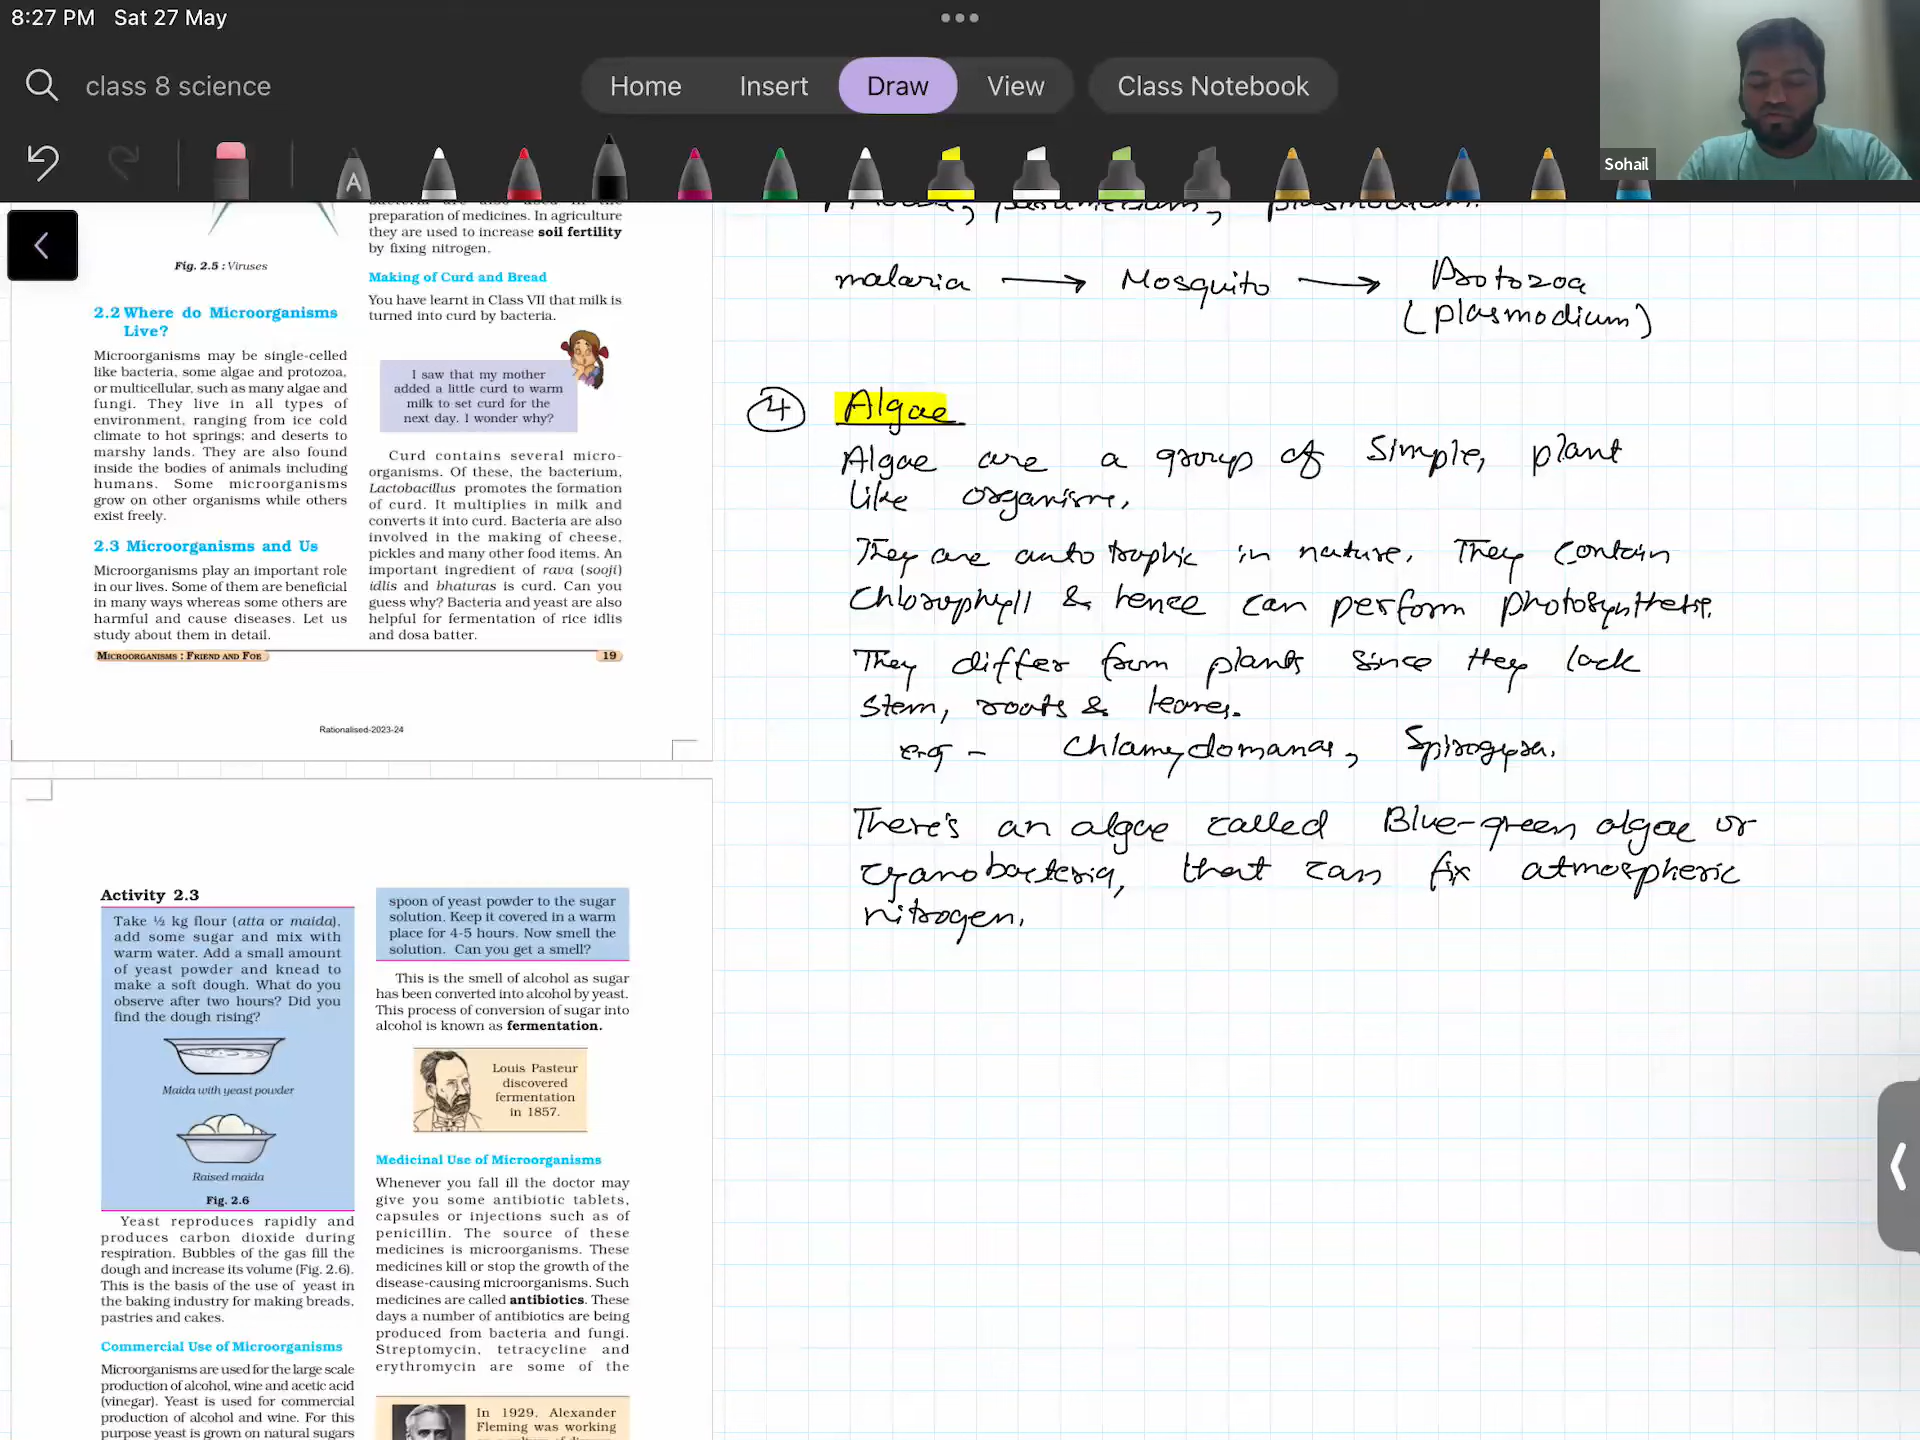 8:27 PM Sat 27 May
class 8 science
Home
Insert
Draw
View
Class Notebook
Sohail
A
Fig. 2.5 : Viruses
2.2 Where do Microorganisms
Live?
Microorganisms may be single-celled
like bacteria, some algae and protozoa,
or multicellular, such as many algae and
fungi. They live in all types of
environment, ranging from ice cold
climate to hot springs; and deserts to
marshy lands. They are also found
inside the bodies of animals including
humans. Some microorganisms
grow on other organisms while others
exist freely.
2.3 Microorganisms and Us
Microorganisms play an important role
in our lives. Some of them are beneficial
in many ways whereas some others are
harmful and cause diseases. Let us
study about them in detail.
preparation of medicines. In agriculture
they are used to increase soil fertility
by fixing nitrogen.
Making of Curd and Bread
You have learnt in Class VII that milk is
turned into curd by bacteria.
I saw that my mother
added a little curd to warm
milk to set curd for the
next day. I wonder why?
Curd contains several micro-
organisms. Of these, the bacterium,
Lactobacillus promotes the formation
of curd. It multiplies in milk and
converts it into curd. Bacteria are also
involved in the making of cheese,
pickles and many other food items. An
important ingredient of rava (sooji)
idlis and bhaturas is curd. Can you
guess why? Bacteria and yeast are also
helpful for fermentation of rice idlis
and dosa batter.
MICROORGANISMS : FRIEND AND FOE
19
Rationalised-2023-24
Activity 2.3
Take ½ kg flour (atta or maida),
add some sugar and mix with
warm water. Add a small amount
of yeast powder and knead to
make a soft dough. What do you
observe after two hours? Did you
find the dough rising?
Maida with yeast powder
Raised maida
Fig. 2.6
Yeast reproduces rapidly and
produces carbon dioxide during
respiration. Bubbles of the gas fill the
dough and increase its volume (Fig. 2.6).
This is the basis of the use of yeast in
the baking industry for making breads,
pastries and cakes.
Commercial Use of Microorganisms
Microorganisms are used for the large scale
production of alcohol, wine and acetic acid
(vinegar). Yeast is used for commercial
production of alcohol and wine. For this
purpose yeast is grown on natural sugars
spoon of yeast powder to the sugar
solution. Keep it covered in a warm
place for 4-5 hours. Now smell the
solution. Can you get a smell?
This is the smell of alcohol as sugar
has been converted into alcohol by yeast.
This process of conversion of sugar into
alcohol is known as fermentation.
Louis Pasteur
discovered
fermentation
in 1857.
Medicinal Use of Microorganisms
Whenever you fall ill the doctor may
give you some antibiotic tablets,
capsules or injections such as of
penicillin. The source of these
medicines is microorganisms. These
medicines kill or stop the growth of the
disease-causing microorganisms. Such
medicines are called antibiotics. These
days a number of antibiotics are being
produced from bacteria and fungi.
Streptomycin, tetracycline and
erythromycin are some of the
In 1929, Alexander
Fleming was working
paramecium, plasmodium.
malaria → Mosquito → Protozoa
(plasmodium)
4 Algae
Algae are a group of Simple, plant
like organism.
They are autotrophic in nature. They contain
Chlorophyll & hence can perform photosynthesis.
They differ from plants since they lack
stem, roots & leaves.
e.g - Chlamydomanas, Spirogyra.
There's an algae called Blue-green algae or
cyanobacteria, that can fix atmospheric
nitrogen.